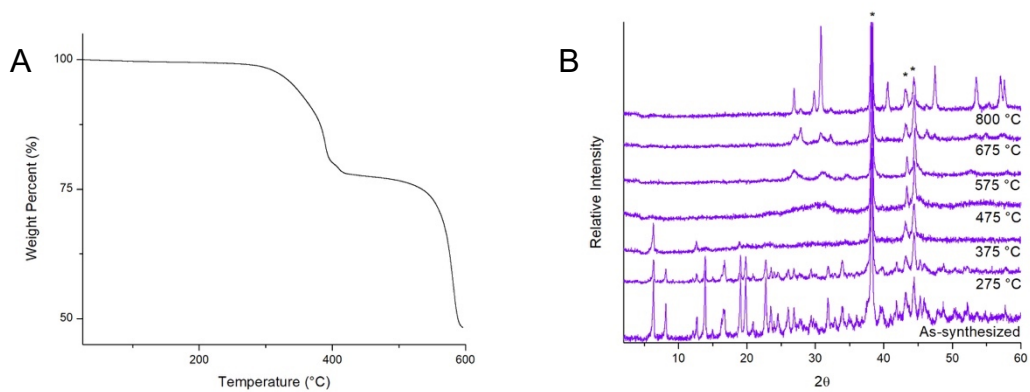 A
Weight Percent (%)
100
75
50
200
400
600
Temperature (°C)
B
Relative Intensity
*
* *
800 °C
675 °C
575 °C
475 °C
375 °C
275 °C
As-synthesized
10
20
30
40
50
60
2θ